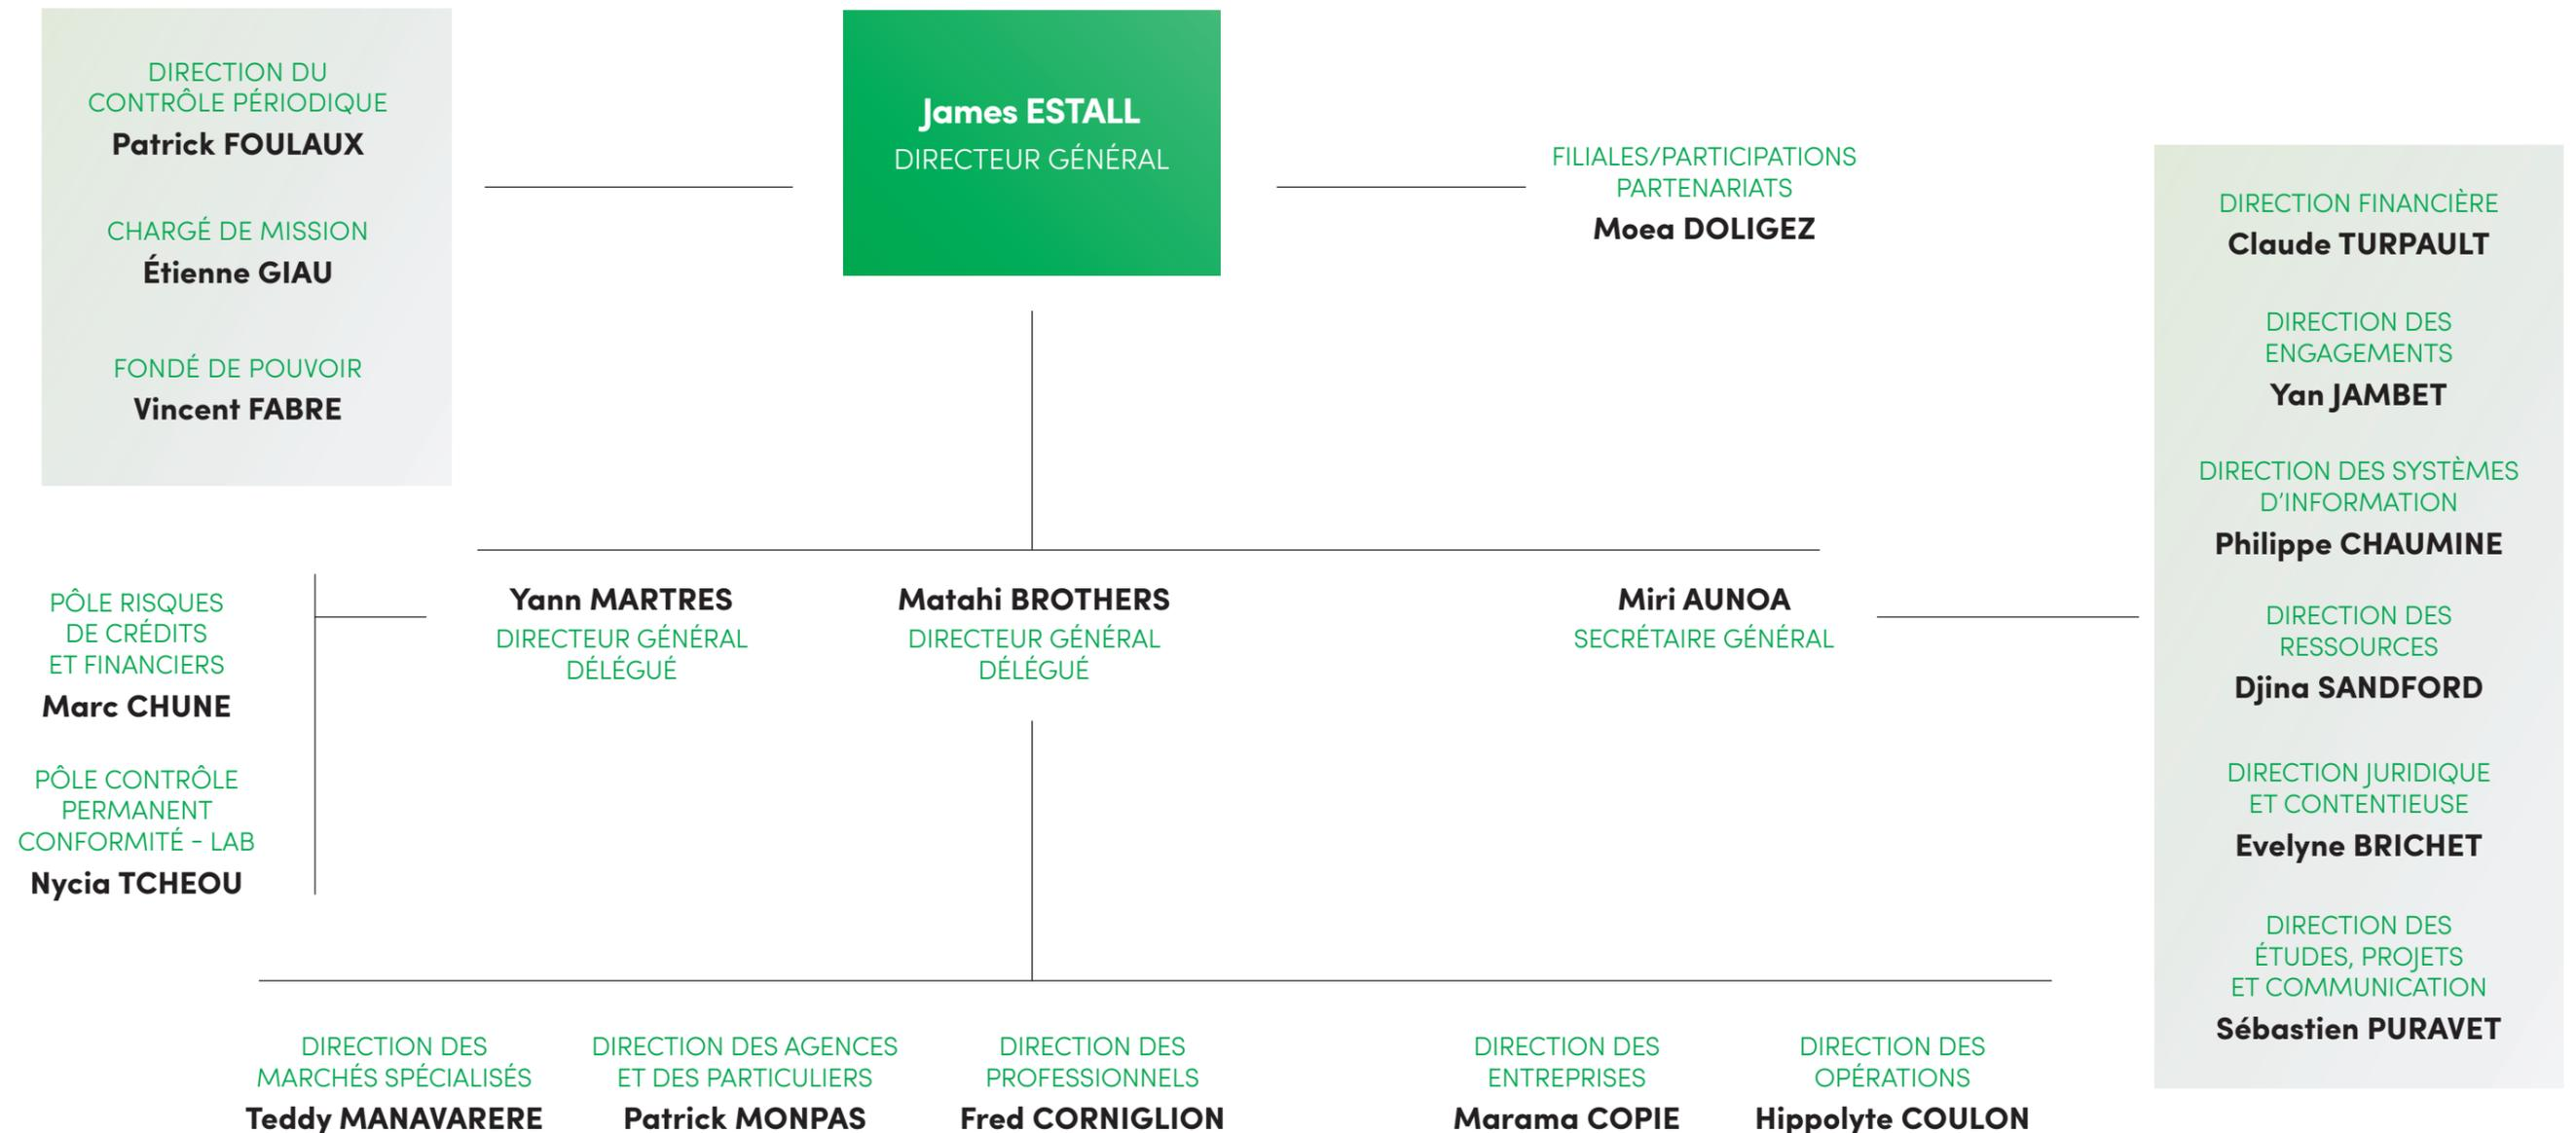 DIRECTION DU
CONTRÔLE PÉRIODIQUE
Patrick FOULAUX
CHARGÉ DE MISSION
Étienne GIAU
FONDÉ DE POUVOIR
Vincent FABRE
James ESTALL
DIRECTEUR GÉNÉRAL
FILIALES/PARTICIPATIONS
PARTENARIATS
Moea DOLIGEZ
PÔLE RISQUES
DE CRÉDITS
ET FINANCIERS
Marc CHUNE
PÔLE CONTRÔLE
PERMANENT
CONFORMITÉ - LAB
Nycia TCHEOU
Yann MARTRES
DIRECTEUR GÉNÉRAL
DÉLÉGUÉ
Matahi BROTHERS
DIRECTEUR GÉNÉRAL
DÉLÉGUÉ
Miri AUNOA
SECRÉTAIRE GÉNÉRAL
DIRECTION FINANCIÈRE
Claude TURPAULT
DIRECTION DES
ENGAGEMENTS
Yan JAMBET
DIRECTION DES SYSTÈMES
D'INFORMATION
Philippe CHAUMINE
DIRECTION DES
RESSOURCES
Djina SANDFORD
DIRECTION JURIDIQUE
ET CONTENTIEUSE
Evelyne BRICHET
DIRECTION DES
ÉTUDES, PROJETS
ET COMMUNICATION
Sébastien PURAVET
DIRECTION DES
MARCHÉS SPÉCIALISÉS
Teddy MANAVARERE
DIRECTION DES AGENCES
ET DES PARTICULIERS
Patrick MONPAS
DIRECTION DES
PROFESSIONNELS
Fred CORNIGLION
DIRECTION DES
ENTREPRISES
Marama COPIE
DIRECTION DES
OPÉRATIONS
Hippolyte COULON